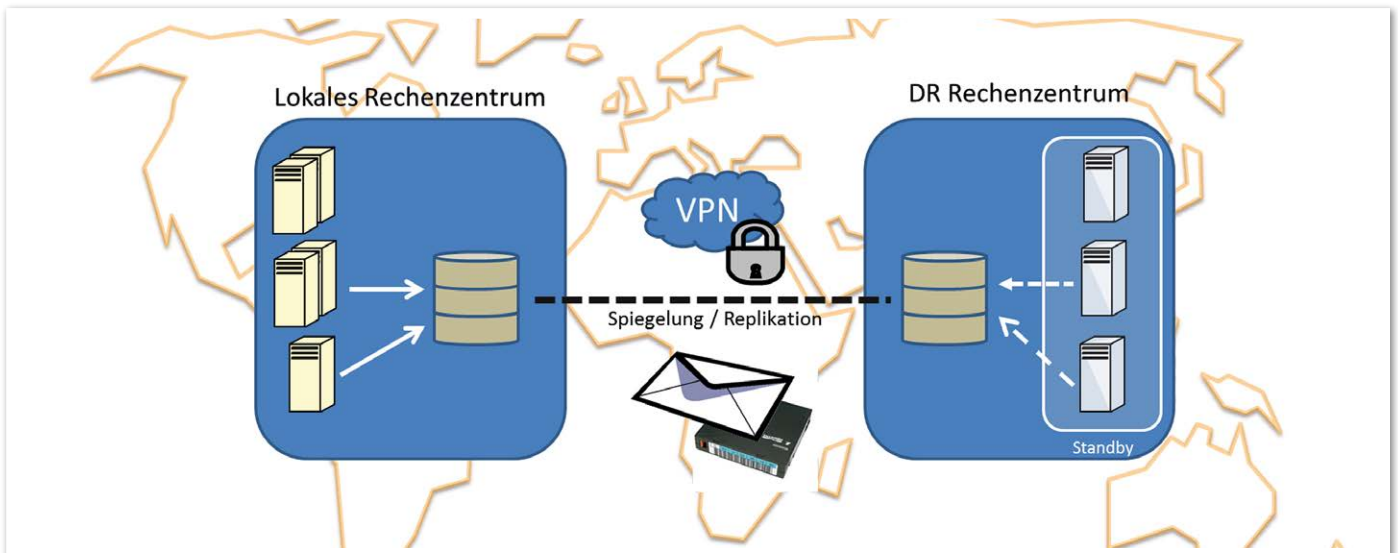 Lokales Rechenzentrum
DR Rechenzentrum
VPN
Spiegelung / Replikation
Standby